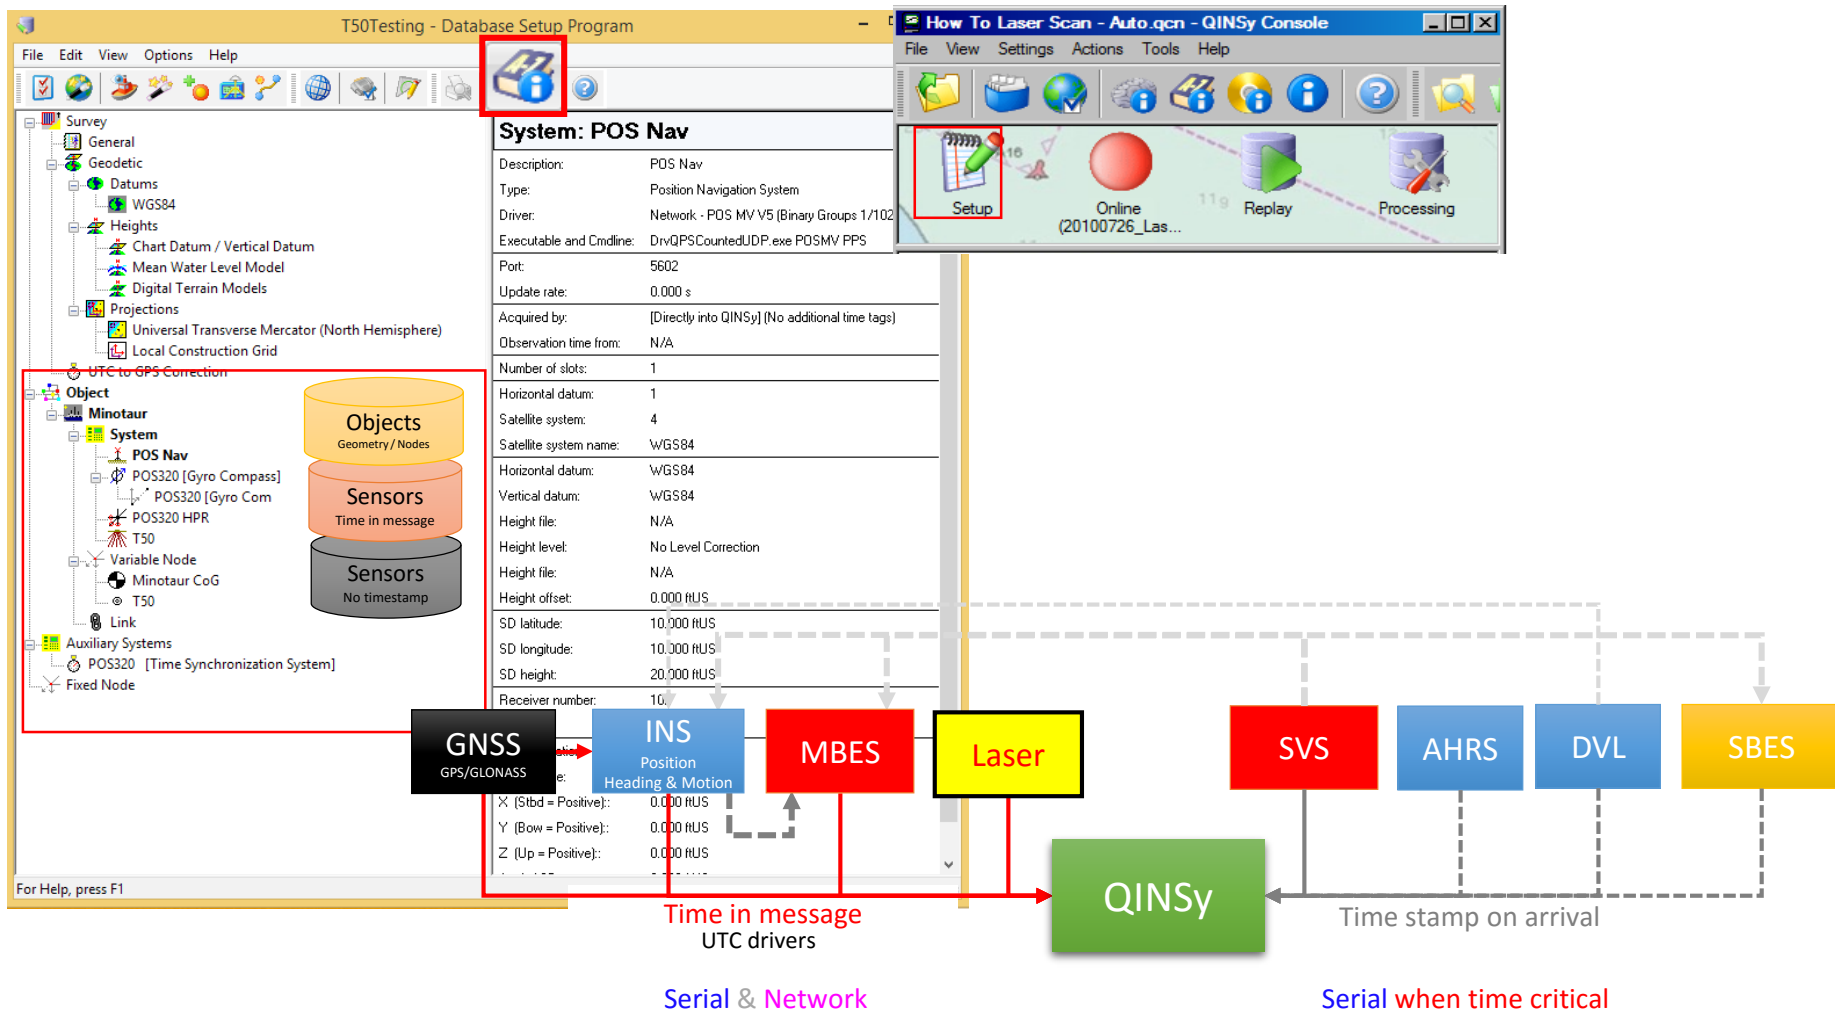 T50Testing - Database Setup Program
File Edit View Options Help
Survey
General
Geodetic
Datums
WGS84
Heights
Chart Datum / Vertical Datum
Mean Water Level Model
Digital Terrain Models
Projections
Universal Transverse Mercator (North Hemisphere)
Local Construction Grid
UTC to GPS Correction
Object
Minotaur
System
POS Nav
POS320 [Gyro Compass]
POS320 [Gyro Com
POS320 HPR
T50
Variable Node
Minotaur CoG
T50
Link
Auxiliary Systems
POS320 [Time Synchronization System]
Fixed Node
For Help, press F1
Objects
Geometry / Nodes
Sensors
Time in message
Sensors
No timestamp
System: POS Nav
Description: POS Nav
Type: Position Navigation System
Driver: Network - POS MV V5 (Binary Groups 1/102
Executable and Cmdline: DrvQPSCountedUDP.exe POSMV PPS
Port: 5602
Update rate: 0.000 s
Acquired by: [Directly into QINSy] (No additional time tags)
Observation time from: N/A
Number of slots: 1
Horizontal datum: 1
Satellite system: 4
Satellite system name: WGS84
Horizontal datum: WGS84
Vertical datum: WGS84
Height file: N/A
Height level: No Level Correction
Height file: N/A
Height offset: 0.000 ftUS
SD latitude: 10.000 ftUS
SD longitude: 10.000 ftUS
SD height: 20.000 ftUS
Receiver number: 10.
X (Stbd = Positive):: 0.000 ftUS
Y (Bow = Positive):: 0.000 ftUS
Z (Up = Positive):: 0.000 ftUS
How To Laser Scan - Auto.qcn - QINSy Console
File View Settings Actions Tools Help
16
119
Setup
Online
(20100726_Las...
Replay
Processing
GNSS
GPS/GLONASS
INS
Position
Heading & Motion
MBES
Laser
SVS
AHRS
DVL
SBES
QINSy
Time in message
UTC drivers
Time stamp on arrival
Serial & Network
Serial when time critical